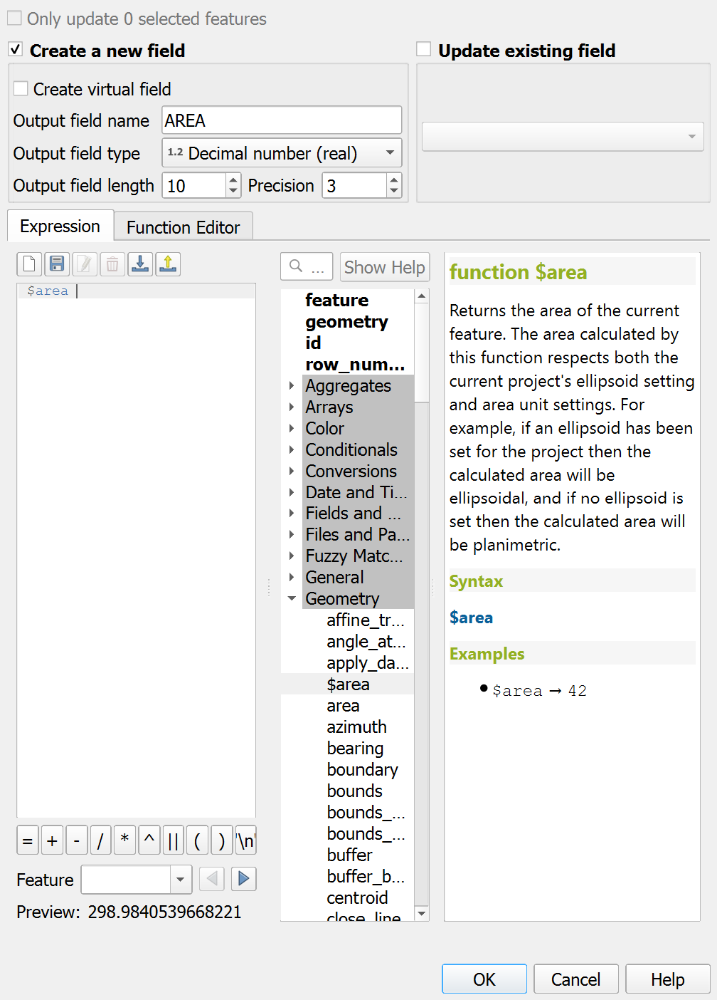 Only update 0 selected features
Create a new field
Update existing field
Create virtual field
Output field name AREA
Output field type 1.2 Decimal number (real)
Output field length 10 Precision 3
Expression Function Editor
$area
= + - / * ^ || ( ) '\n'
Feature
Preview: 298.9840539668221
... Show Help
feature
geometry
id
row_num...
Aggregates
Arrays
Color
Conditionals
Conversions
Date and Ti...
Fields and ...
Files and Pa...
Fuzzy Matc...
General
Geometry
affine_tr...
angle_at...
apply_da...
$area
area
azimuth
bearing
boundary
bounds
bounds_...
bounds_...
buffer
buffer_b...
centroid
close_line
function $area
Returns the area of the current
feature. The area calculated by
this function respects both the
current project's ellipsoid setting
and area unit settings. For
example, if an ellipsoid has been
set for the project then the
calculated area will be
ellipsoidal, and if no ellipsoid is
set then the calculated area will
be planimetric.
Syntax
$area
Examples
• $area → 42
OK Cancel Help